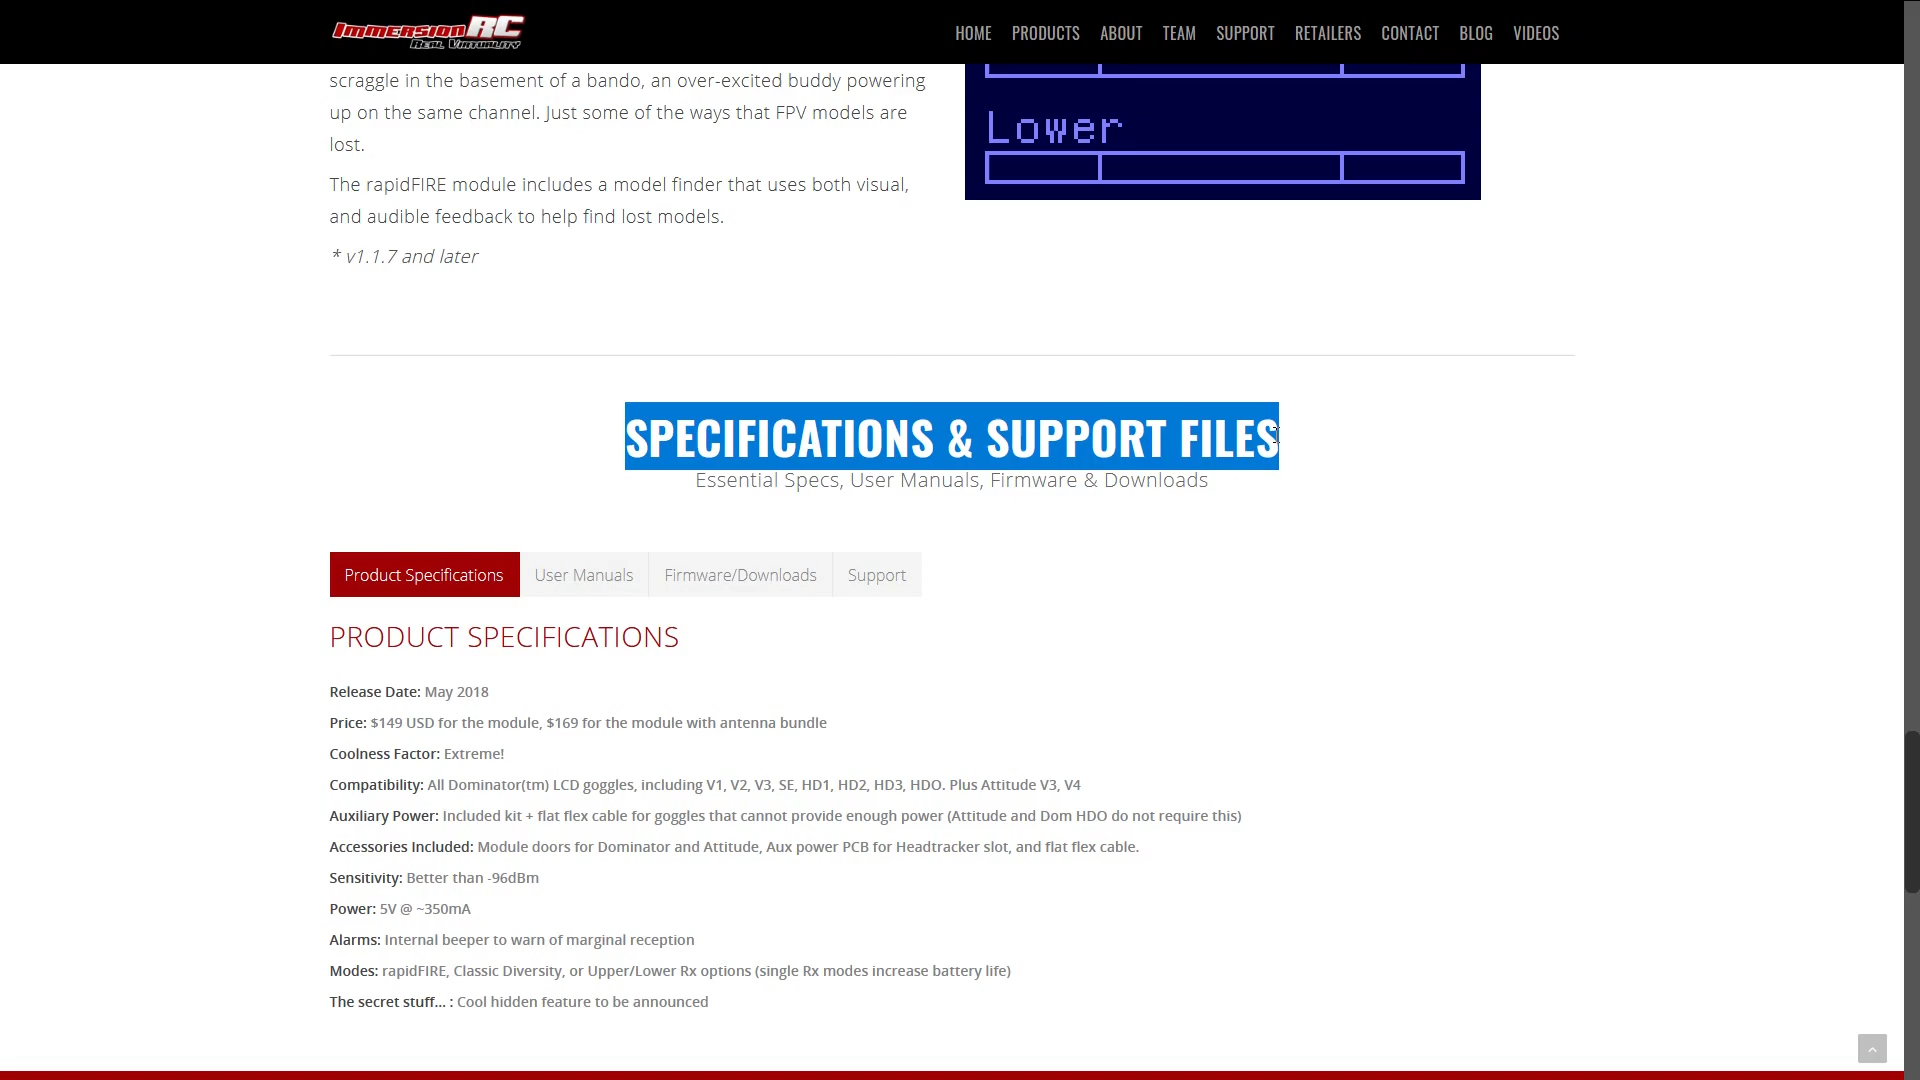 ImmersionRC
Real Virtuality
HOME PRODUCTS ABOUT TEAM SUPPORT RETAILERS CONTACT BLOG VIDEOS
scraggle in the basement of a bando, an over-excited buddy powering
up on the same channel. Just some of the ways that FPV models are
lost.
The rapidFIRE module includes a model finder that uses both visual,
and audible feedback to help find lost models.
* v1.1.7 and later
Lower
SPECIFICATIONS & SUPPORT FILES
Essential Specs, User Manuals, Firmware & Downloads
Product Specifications User Manuals Firmware/Downloads Support
PRODUCT SPECIFICATIONS
Release Date: May 2018
Price: $149 USD for the module, $169 for the module with antenna bundle
Coolness Factor: Extreme!
Compatibility: All Dominator(tm) LCD goggles, including V1, V2, V3, SE, HD1, HD2, HD3, HDO. Plus Attitude V3, V4
Auxiliary Power: Included kit + flat flex cable for goggles that cannot provide enough power (Attitude and Dom HDO do not require this)
Accessories Included: Module doors for Dominator and Attitude, Aux power PCB for Headtracker slot, and flat flex cable.
Sensitivity: Better than -96dBm
Power: 5V @ ~350mA
Alarms: Internal beeper to warn of marginal reception
Modes: rapidFIRE, Classic Diversity, or Upper/Lower Rx options (single Rx modes increase battery life)
The secret stuff... : Cool hidden feature to be announced